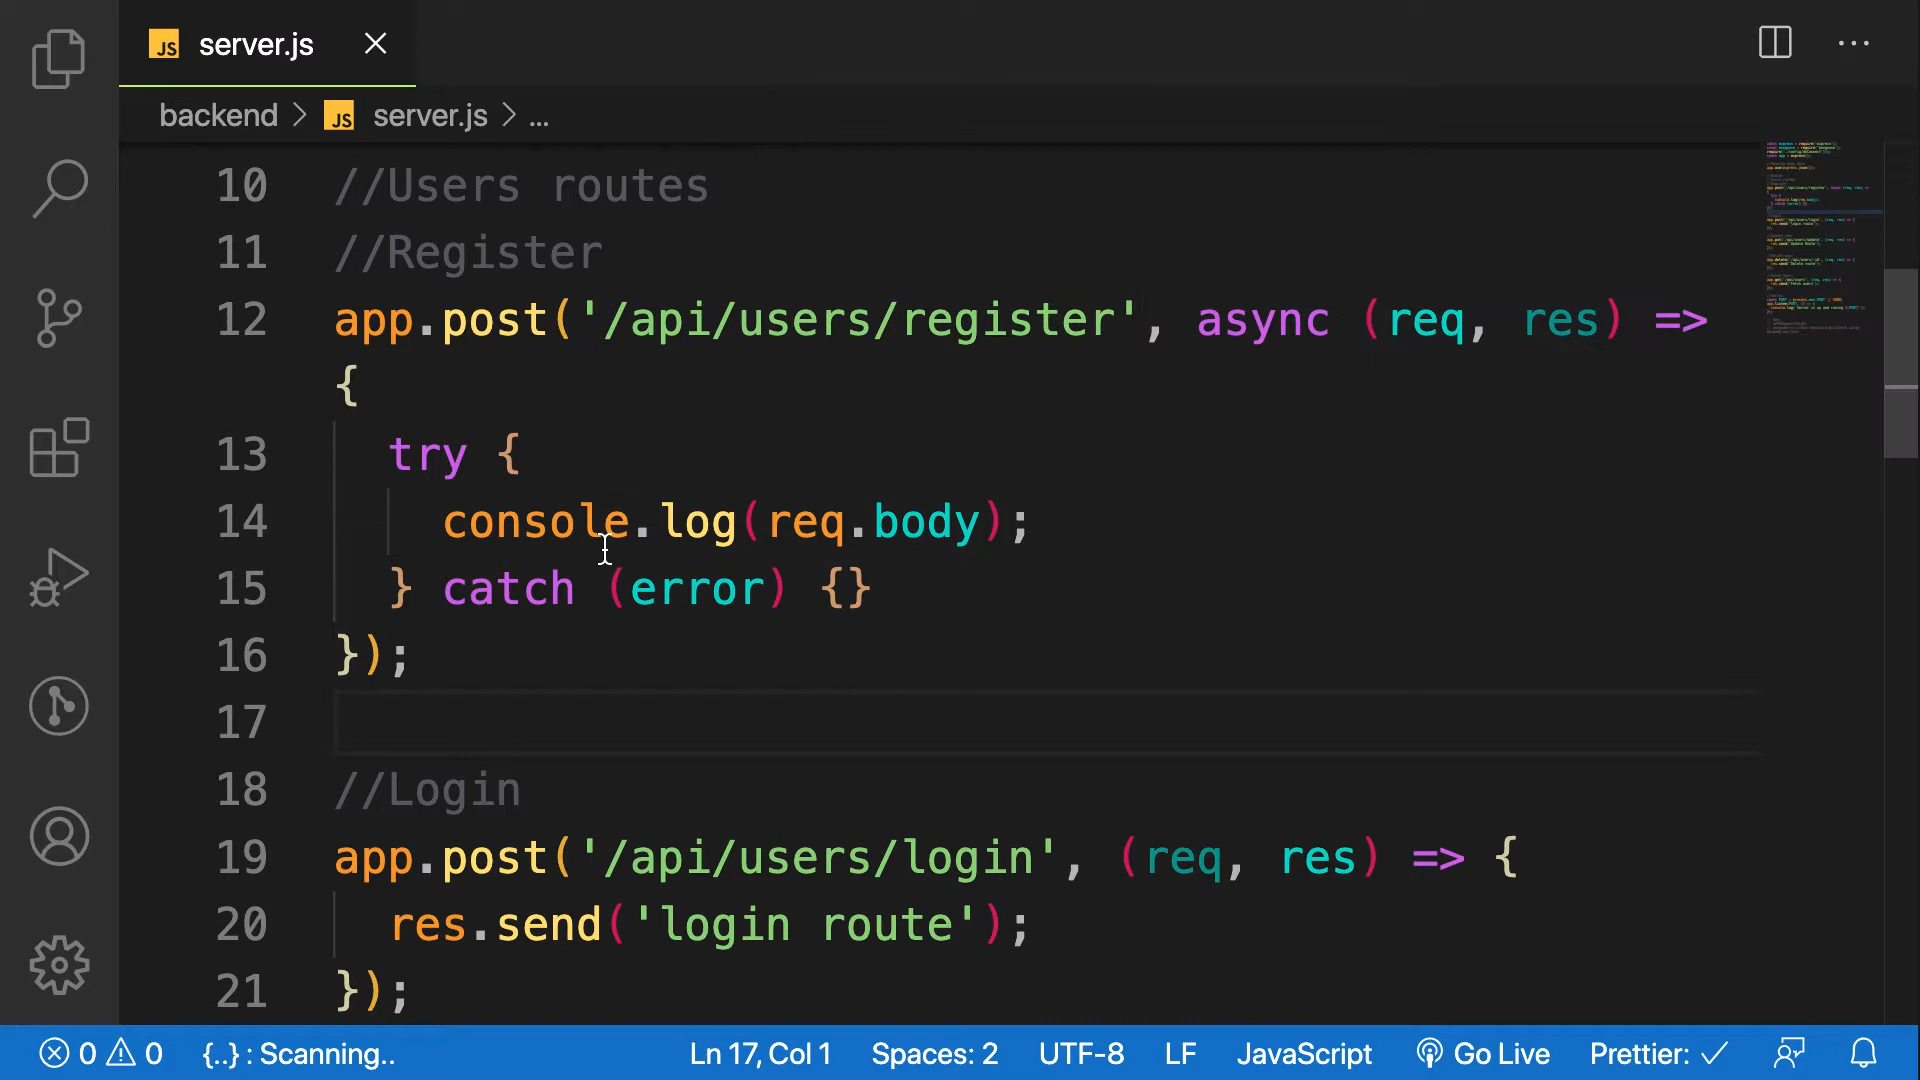 JS server.js
backend > JS server.js > ...
10 //Users routes
11 //Register
12 app.post('/api/users/register', async (req, res) =>
{
13 try {
14 console.log(req.body);
15 } catch (error) {}
16 });
17
18 //Login
19 app.post('/api/users/login', (req, res) => {
20 res.send('login route');
21 });
0 0 {..} : Scanning.. Ln 17, Col 1 Spaces: 2 UTF-8 LF JavaScript Go Live Prettier: ✓